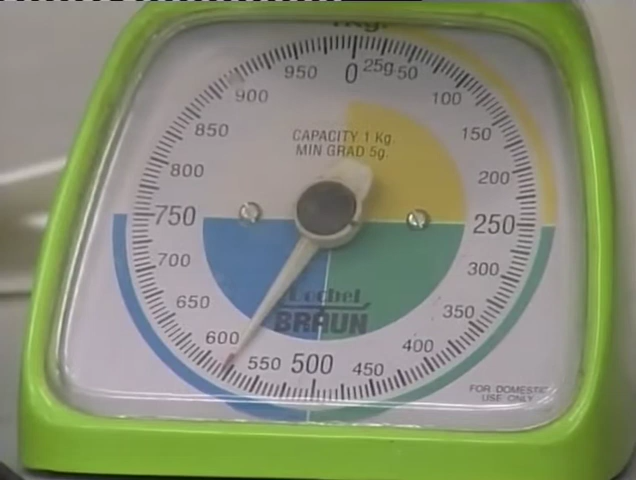 1Kg.
0 25g 50
950
900 100
CAPACITY 1 Kg.
MIN GRAD 5g.
850 150
800 200
750 250
700 300
650 350
600 400
550 500 450
BRAUN
FOR DOMESTIC
USE ONLY